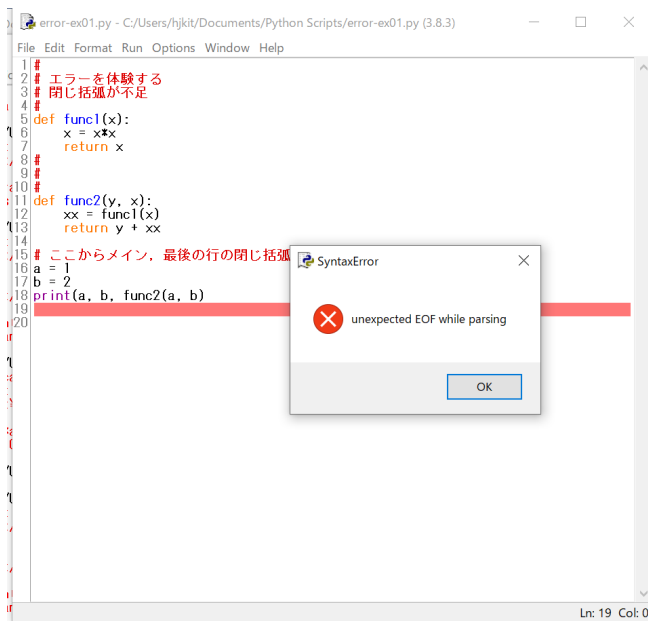 error-ex01.py - C:/Users/hjkit/Documents/Python Scripts/error-ex01.py (3.8.3)
File Edit Format Run Options Window Help
1 #
2 # エラーを体験する
3 # 閉じ括弧が不足
4 #
5 def func1(x):
6     x = x*x
7     return x
8 #
9 #
10 #
11 def func2(y, x):
12     xx = func1(x)
13     return y + xx
14
15 # ここからメイン，最後の行の閉じ括弧
16 a = 1
17 b = 2
18 print(a, b, func2(a, b)
19
20
SyntaxError
unexpected EOF while parsing
OK
Ln: 19 Col: 0